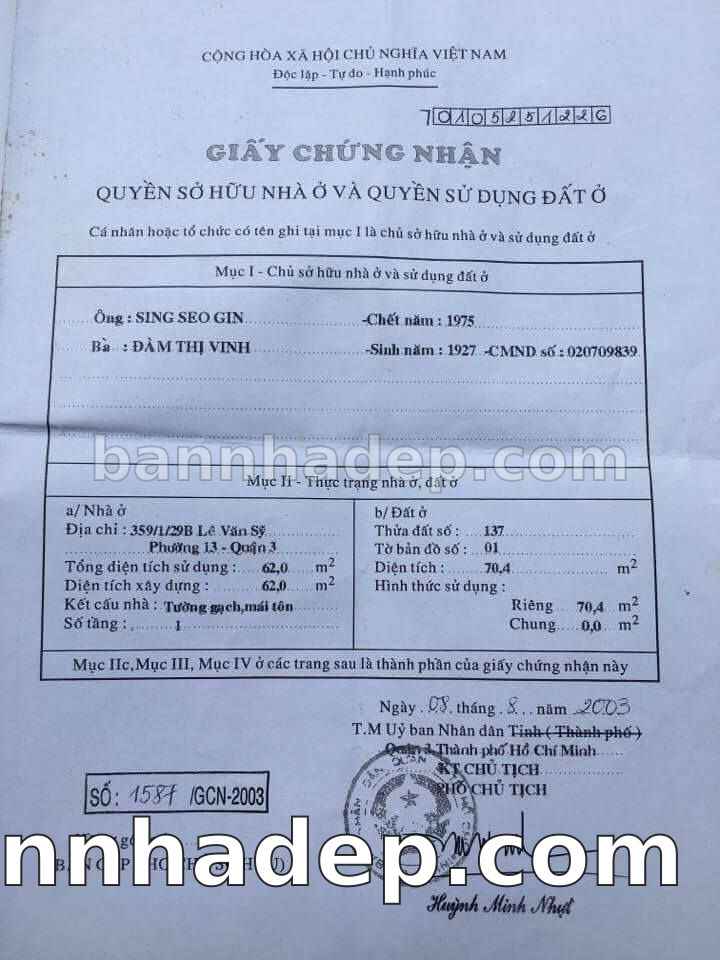 CỘNG HÒA XÃ HỘI CHỦ NGHĨA VIỆT NAM
Độc lập - Tự do - Hạnh phúc
7010525122G
GIẤY CHỨNG NHẬN
QUYỀN SỞ HỮU NHÀ Ở VÀ QUYỀN SỬ DỤNG ĐẤT Ở
Cá nhân hoặc tổ chức có tên ghi tại mục I là chủ sở hữu nhà ở và sử dụng đất ở
Mục I - Chủ sở hữu nhà ở và sử dụng đất ở
Ông : SING SEO GIN -Chết năm : 1975
Bà : ĐÀM THỊ VINH -Sinh năm : 1927 -CMND số : 020709839
bannhadep.com
Mục II - Thực trạng nhà ở, đất ở
a/ Nhà ở
Địa chỉ : 359/1/29B Lê Văn Sỹ
Phường 13 - Quận 3
Tổng diện tích sử dụng : 62,0 m2
Diện tích xây dựng : 62,0 m2
Kết cấu nhà : Tường gạch,mái tôn
Số tầng : 1
b/ Đất ở
Thửa đất số : 137
Tờ bản đồ số : 01
Diện tích : 70,4 m2
Hình thức sử dụng :
Riêng 70,4 m2
Chung 0,0 m2
Mục IIc,Mục III, Mục IV ở các trang sau là thành phần của giấy chứng nhận này
Ngày 08 tháng 8 năm 2003
T.M Uỷ ban Nhân dân Tỉnh ( Thành phố )
Quận 3 Thành phố Hồ Chí Minh
KT CHỦ TỊCH
PHÓ CHỦ TỊCH
SỐ: 1587 /GCN-2003
nnhadep.com
Huỳnh Minh Nhựt